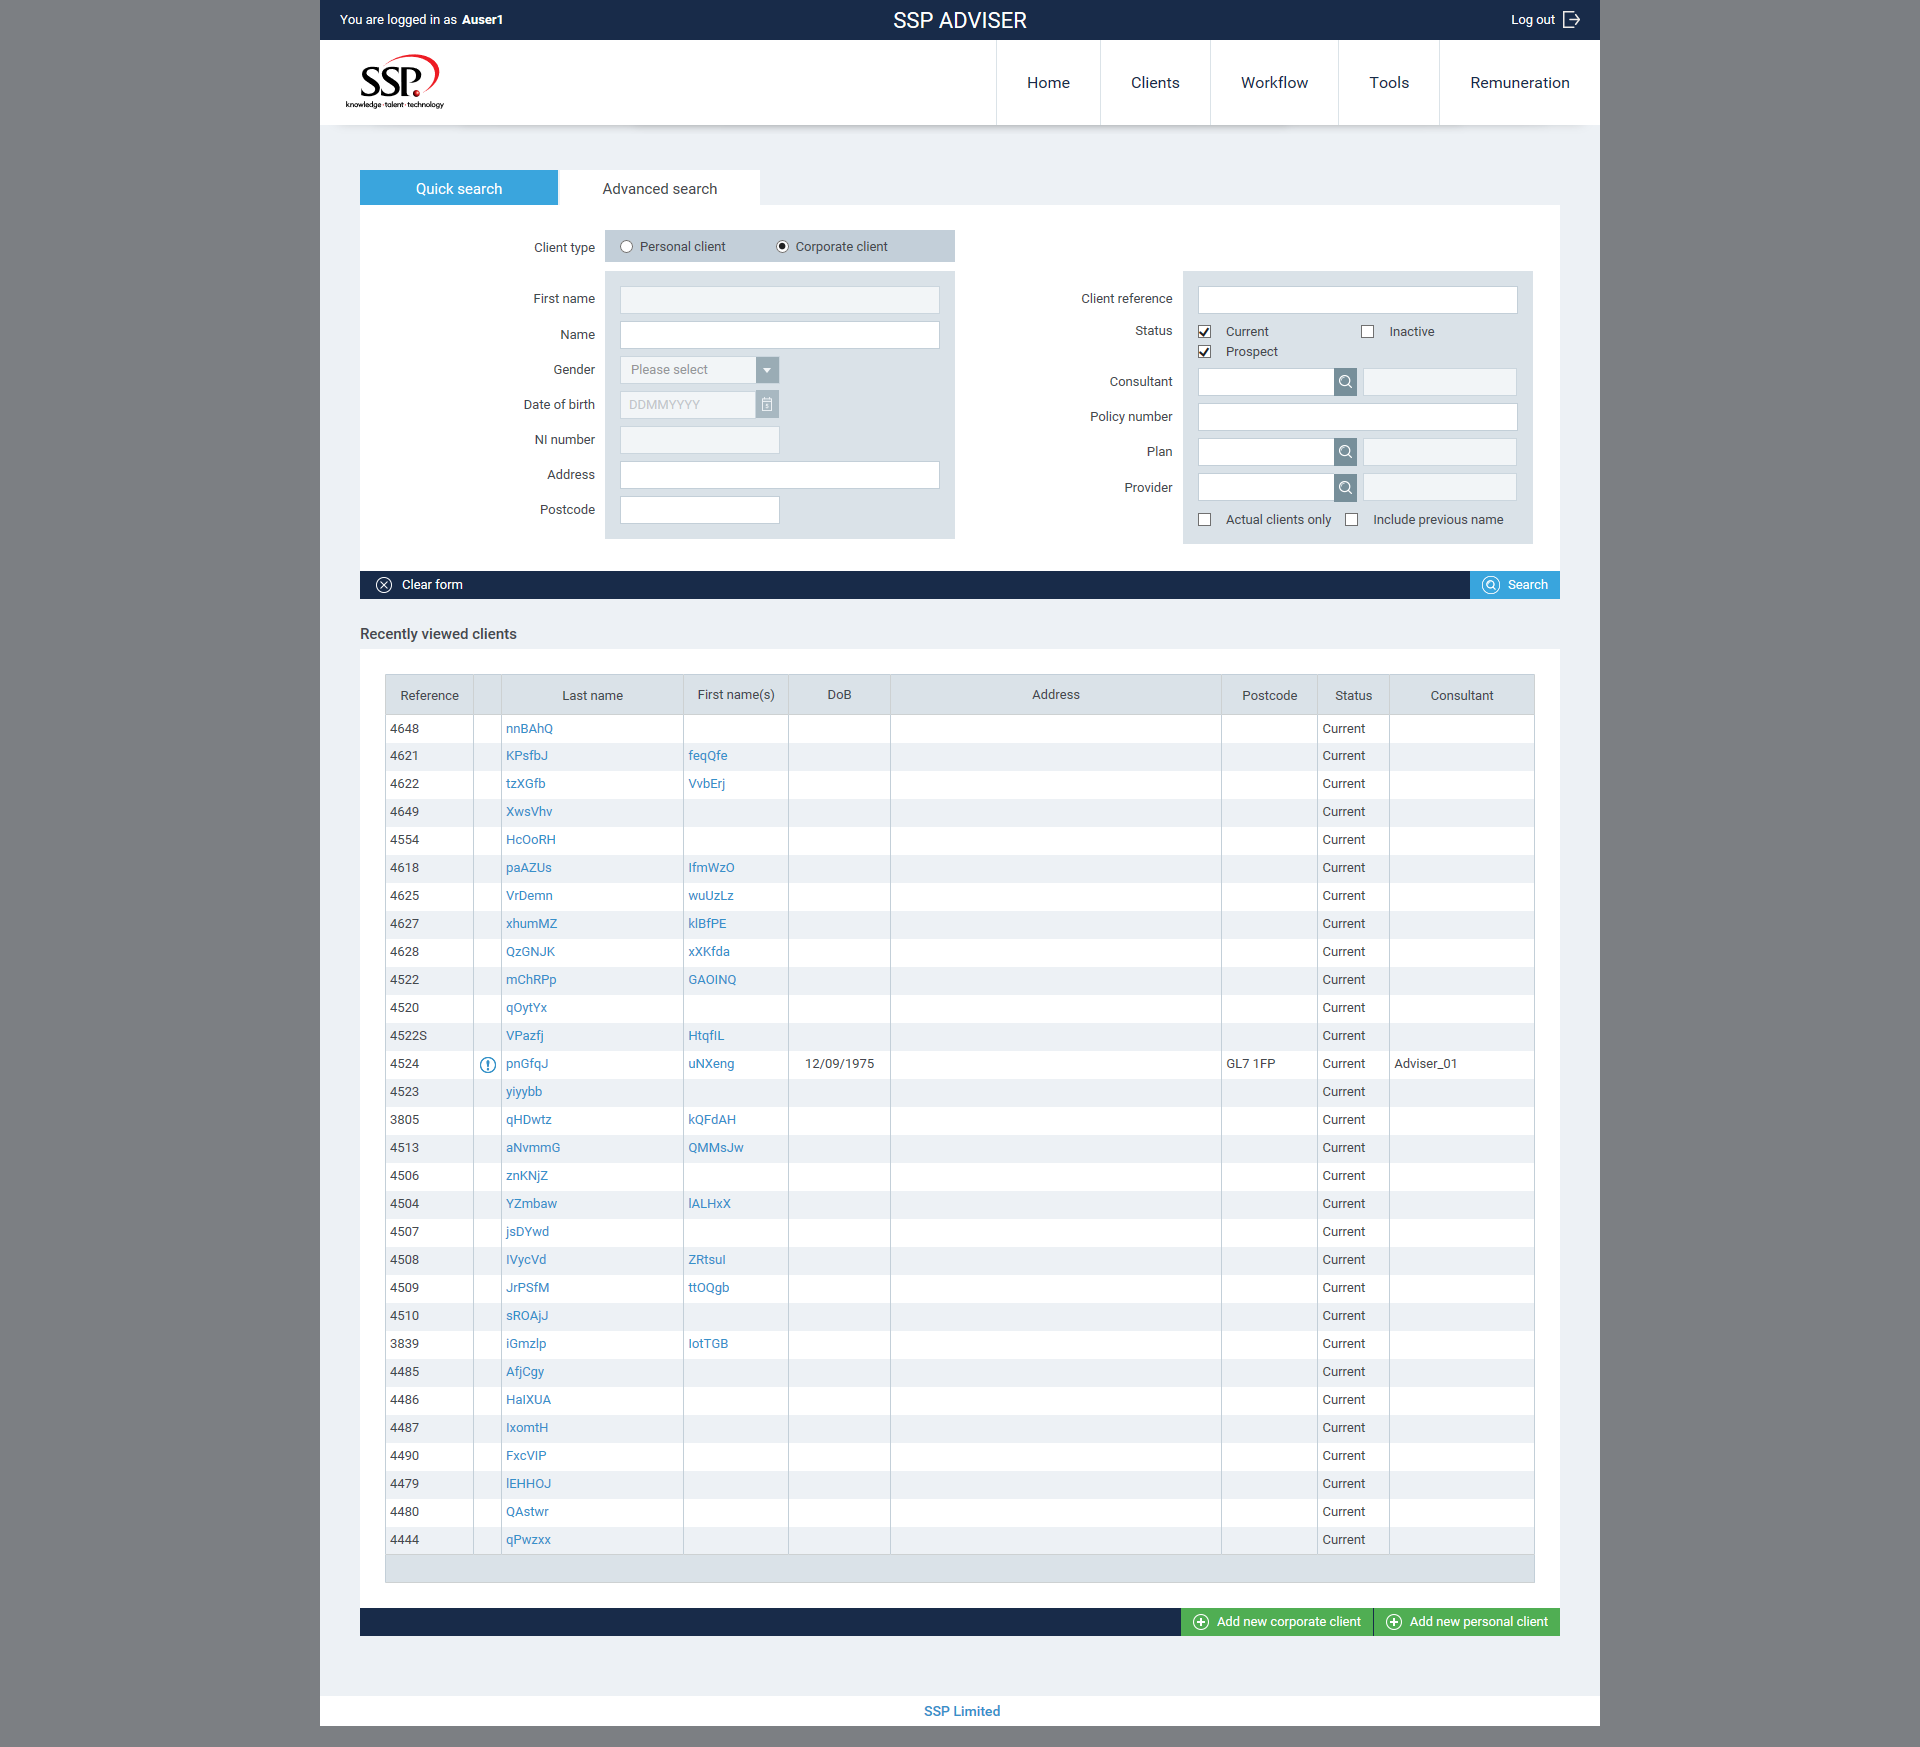 You are logged in as Auser1
SSP ADVISER
Log out
SSP.
knowledge·talent·technology
Home Clients Workflow Tools Remuneration
Quick search Advanced search
Client type Personal client Corporate client
First name
Name
Gender Please select
Date of birth DDMMYYYY
NI number
Address
Postcode
Client reference
Status Current Inactive
Prospect
Consultant
Policy number
Plan
Provider
Actual clients only Include previous name
Clear form Search
Recently viewed clients
Reference Last name First name(s) DoB Address Postcode Status Consultant
4648 nnBAhQ Current
4621 KPsfbJ feqQfe Current
4622 tzXGfb VvbErj Current
4649 XwsVhv Current
4554 HcOoRH Current
4618 paAZUs IfmWzO Current
4625 VrDemn wuUzLz Current
4627 xhumMZ klBfPE Current
4628 QzGNJK xXKfda Current
4522 mChRPp GAOINQ Current
4520 qOytYx Current
4522S VPazfj HtqfIL Current
4524 pnGfqJ uNXeng 12/09/1975 GL7 1FP Current Adviser_01
4523 yiyybb Current
3805 qHDwtz kQFdAH Current
4513 aNvmmG QMMsJw Current
4506 znKNjZ Current
4504 YZmbaw lALHxX Current
4507 jsDYwd Current
4508 IVycVd ZRtsuI Current
4509 JrPSfM ttOQgb Current
4510 sROAjJ Current
3839 iGmzlp IotTGB Current
4485 AfjCgy Current
4486 HaIXUA Current
4487 IxomtH Current
4490 FxcVIP Current
4479 lEHHOJ Current
4480 QAstwr Current
4444 qPwzxx Current
Add new corporate client Add new personal client
SSP Limited